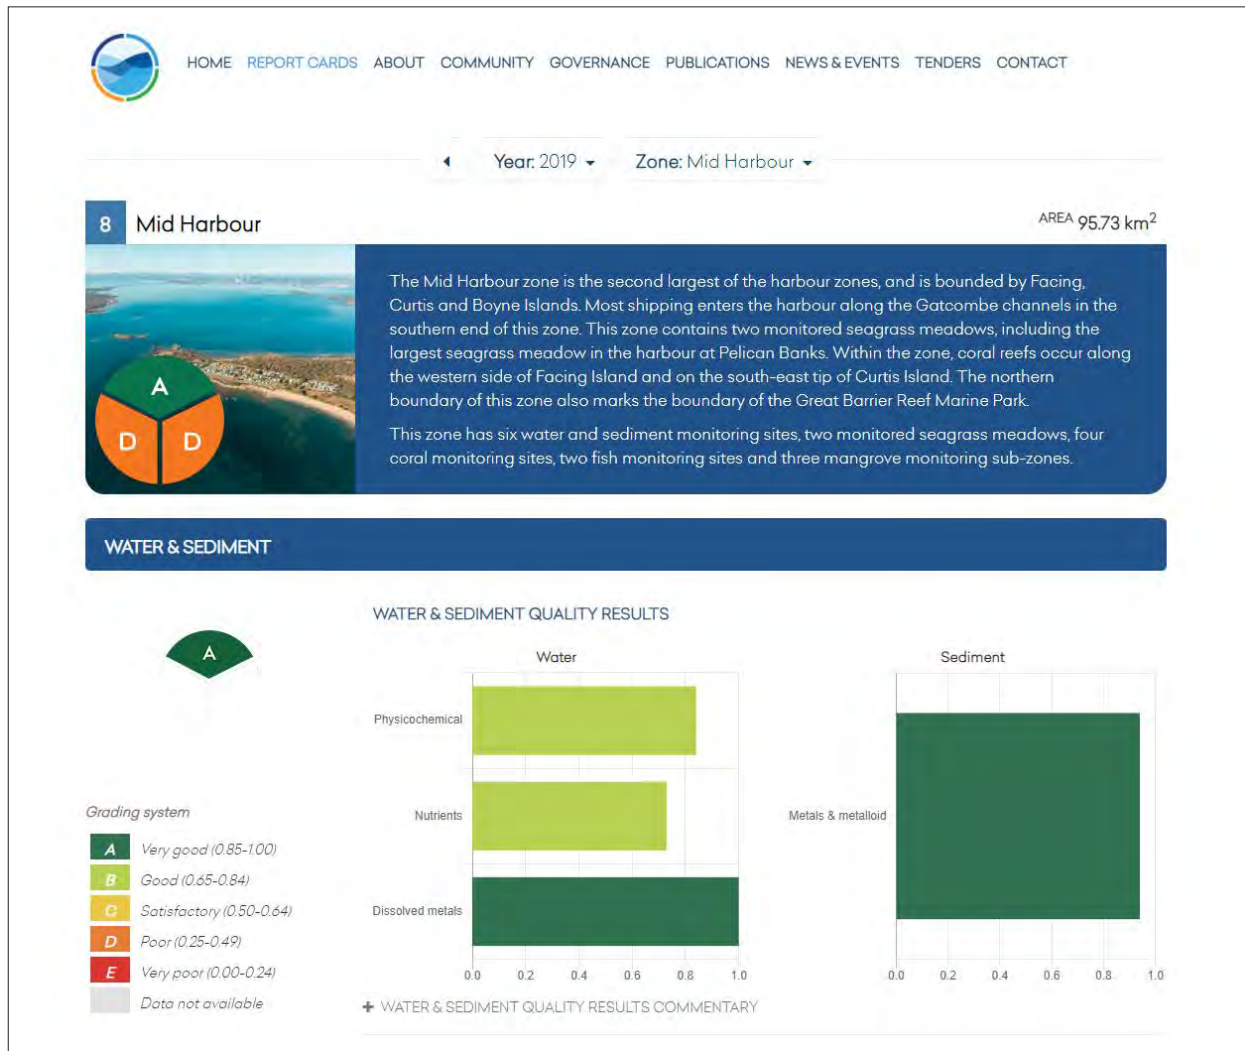 HOME REPORT CARDS ABOUT COMMUNITY GOVERNANCE PUBLICATIONS NEWS & EVENTS TENDERS CONTACT
Year: 2019 Zone: Mid Harbour
8 Mid Harbour AREA 95.73 km²
The Mid Harbour zone is the second largest of the harbour zones, and is bounded by Facing,
Curtis and Boyne Islands. Most shipping enters the harbour along the Gatcombe channels in the
southern end of this zone. This zone contains two monitored seagrass meadows, including the
largest seagrass meadow in the harbour at Pelican Banks. Within the zone, coral reefs occur along
the western side of Facing Island and on the south-east tip of Curtis Island. The northern
boundary of this zone also marks the boundary of the Great Barrier Reef Marine Park.
This zone has six water and sediment monitoring sites, two monitored seagrass meadows, four
coral monitoring sites, two fish monitoring sites and three mangrove monitoring sub-zones.
A
D D
WATER & SEDIMENT
A
Grading system
A Very good (0.85-1.00)
B Good (0.65-0.84)
C Satisfactory (0.50-0.64)
D Poor (0.25-0.49)
E Very poor (0.00-0.24)
Data not available
WATER & SEDIMENT QUALITY RESULTS
Water
Physicochemical
Nutrients
Dissolved metals
0.0 0.2 0.4 0.6 0.8 1.0
Sediment
Metals & metalloid
0.0 0.2 0.4 0.6 0.8 1.0
+ WATER & SEDIMENT QUALITY RESULTS COMMENTARY